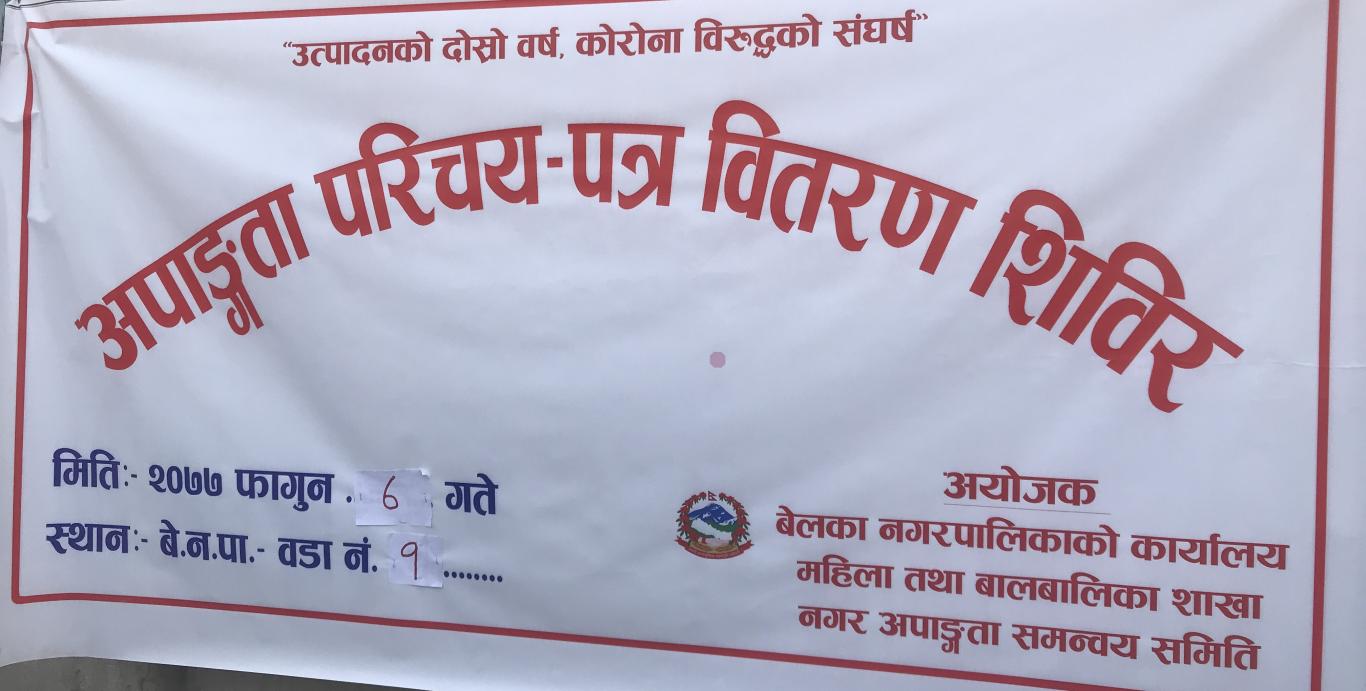 “उत्पादनको दोस्रो वर्ष, कोरोना विरुद्धको संघर्ष”
अपाङ्गता परिचय-पत्र वितरण शिविर
मिति:- २०७७ फागुन . 6 गते
स्थान:- बे.न.पा.- वडा नं. 9 ........
अयोजक
बेलका नगरपालिकाको कार्यालय
महिला तथा बालबालिका शाखा
नगर अपाङ्गता समन्वय समिति